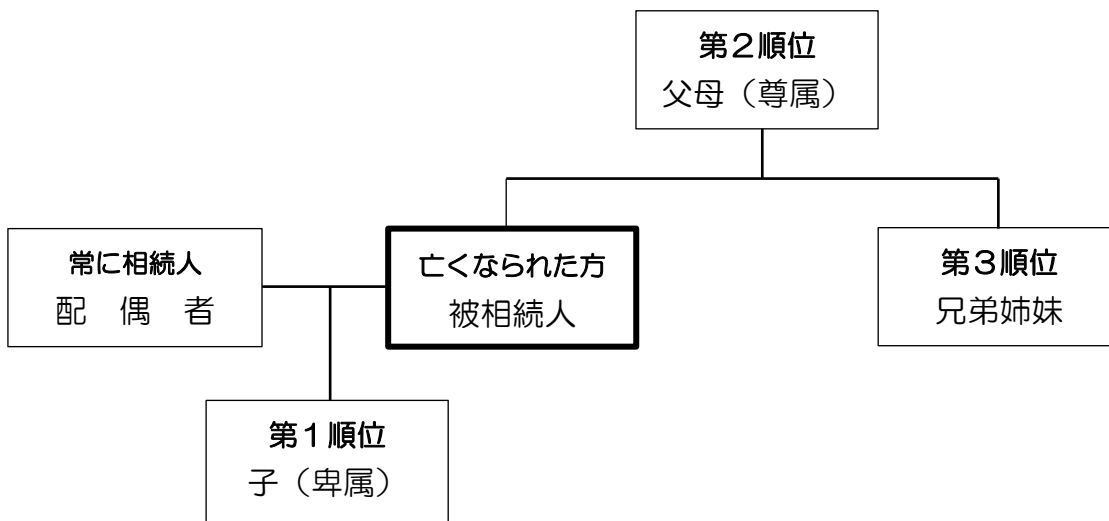 第２順位
父母（尊属）
常に相続人
配　偶　者
亡くなられた方
被相続人
第３順位
兄弟姉妹
第１順位
子（卑属）